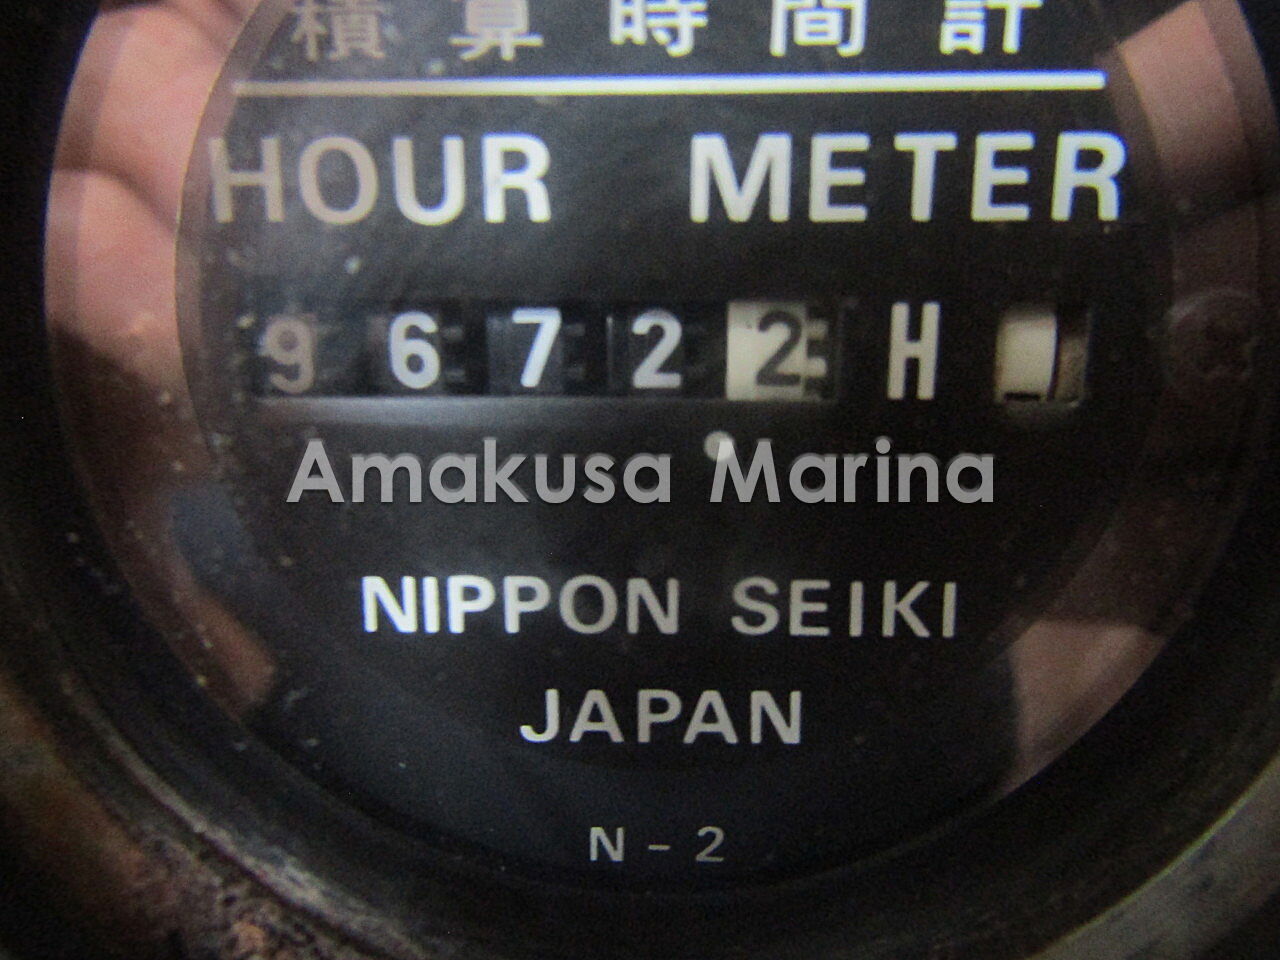 積算時間計
HOUR METER
96722 H
Amakusa Marina
NIPPON SEIKI
JAPAN
N-2